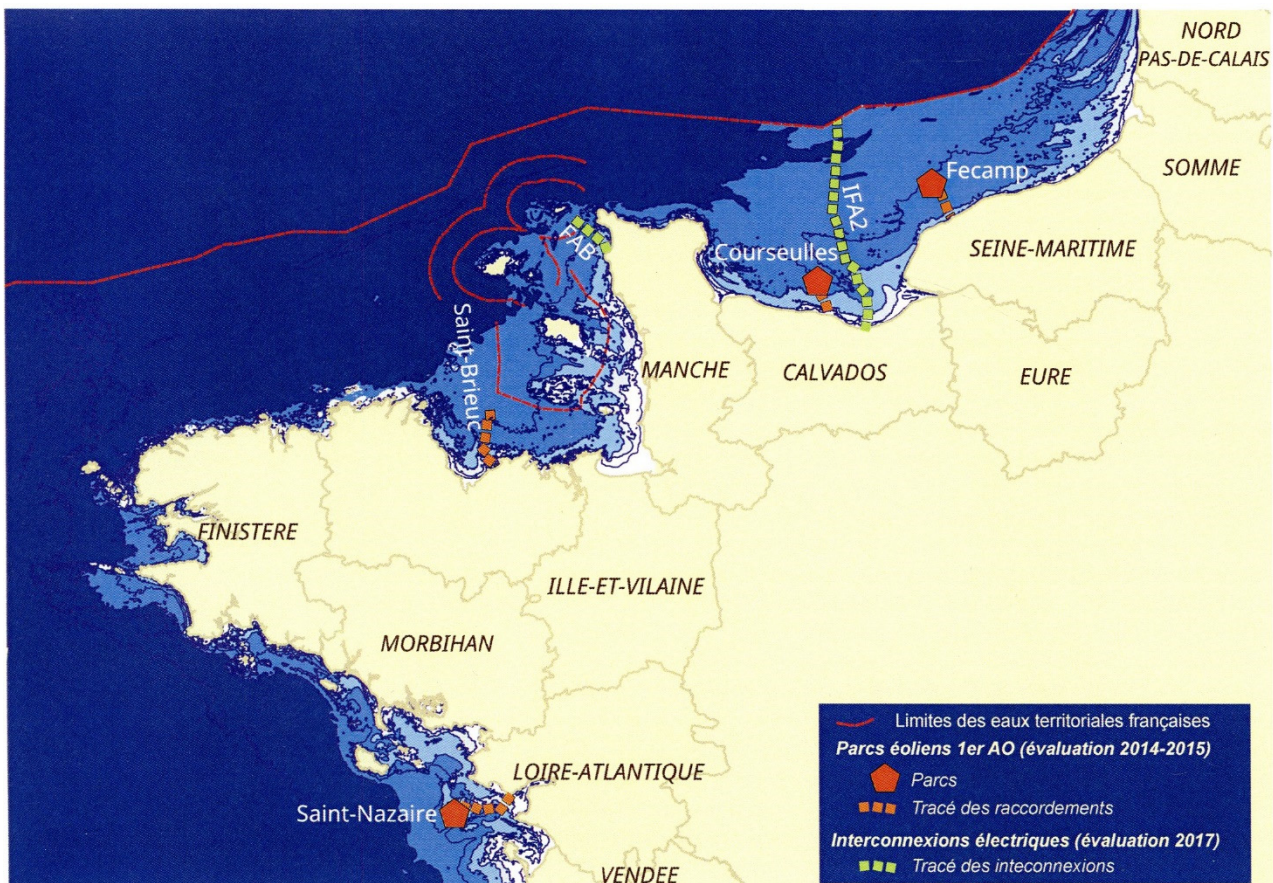 NORD
PAS-DE-CALAIS
SOMME
Fecamp
IFA2
SEINE-MARITIME
FAB
Courseulles
Saint-Brieuc
MANCHE
CALVADOS
EURE
FINISTERE
ILLE-ET-VILAINE
MORBIHAN
LOIRE-ATLANTIQUE
Saint-Nazaire
VENDEE
Limites des eaux territoriales françaises
Parcs éoliens 1er AO (évaluation 2014-2015)
Parcs
Tracé des raccordements
Interconnexions électriques (évaluation 2017)
Tracé des inteconnexions